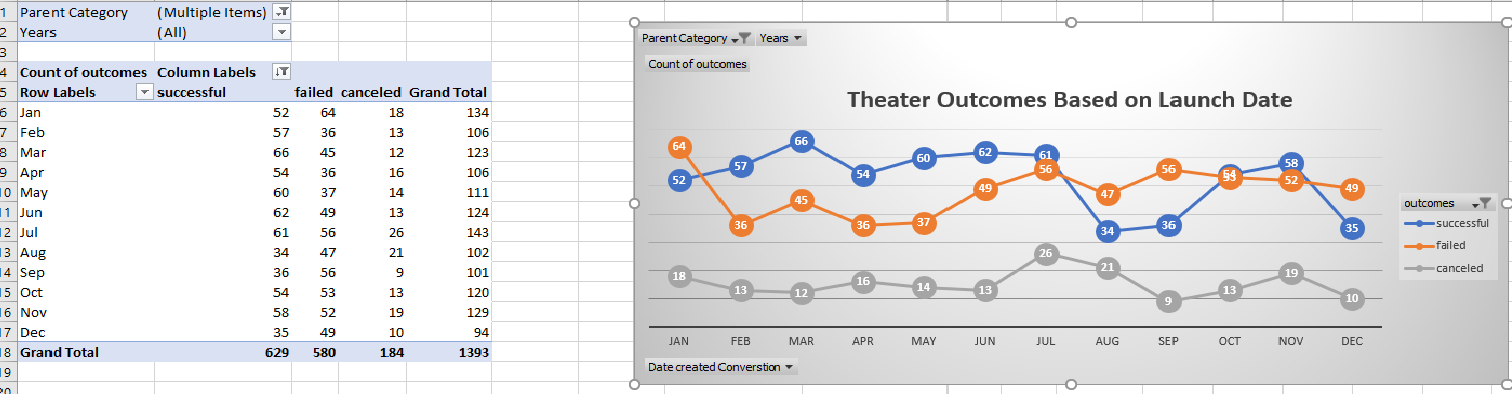 1 Parent Category (Multiple Items)
2 Years (All)
3
4 Count of outcomes Column Labels
5 Row Labels successful failed canceled Grand Total
6 Jan 52 64 18 134
7 Feb 57 36 13 106
8 Mar 66 45 12 123
9 Apr 54 36 16 106
10 May 60 37 14 111
11 Jun 62 49 13 124
12 Jul 61 56 26 143
13 Aug 34 47 21 102
14 Sep 36 56 9 101
15 Oct 54 53 13 120
16 Nov 58 52 19 129
17 Dec 35 49 10 94
18 Grand Total 629 580 184 1393
19
20
Parent Category Years
Count of outcomes
Theater Outcomes Based on Launch Date
52 57 66 54 60 62 61 34 36 54 58 35
64 36 45 36 37 49 56 47 56 53 52 49
18 13 12 16 14 13 26 21 9 13 19 10
JAN FEB MAR APR MAY JUN JUL AUG SEP OCT NOV DEC
Date created Converstion
outcomes
successful
failed
canceled